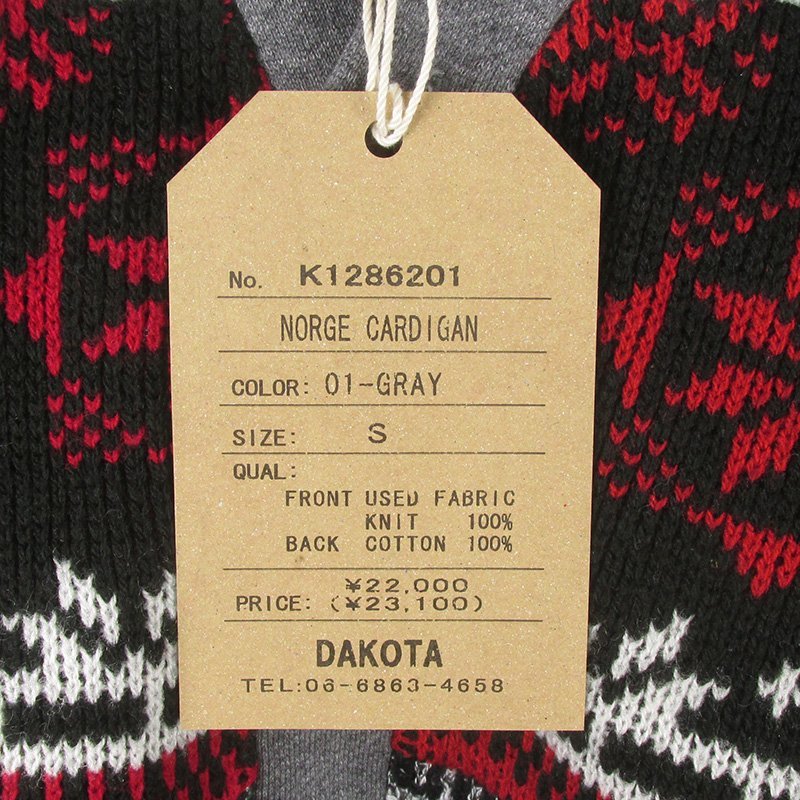 No. K1286201
NORGE CARDIGAN
COLOR: 01-GRAY
SIZE: S
QUAL:
FRONT USED FABRIC
KNIT 100%
BACK COTTON 100%
¥22,000
PRICE: (¥23,100)
DAKOTA
TEL:06-6863-4658